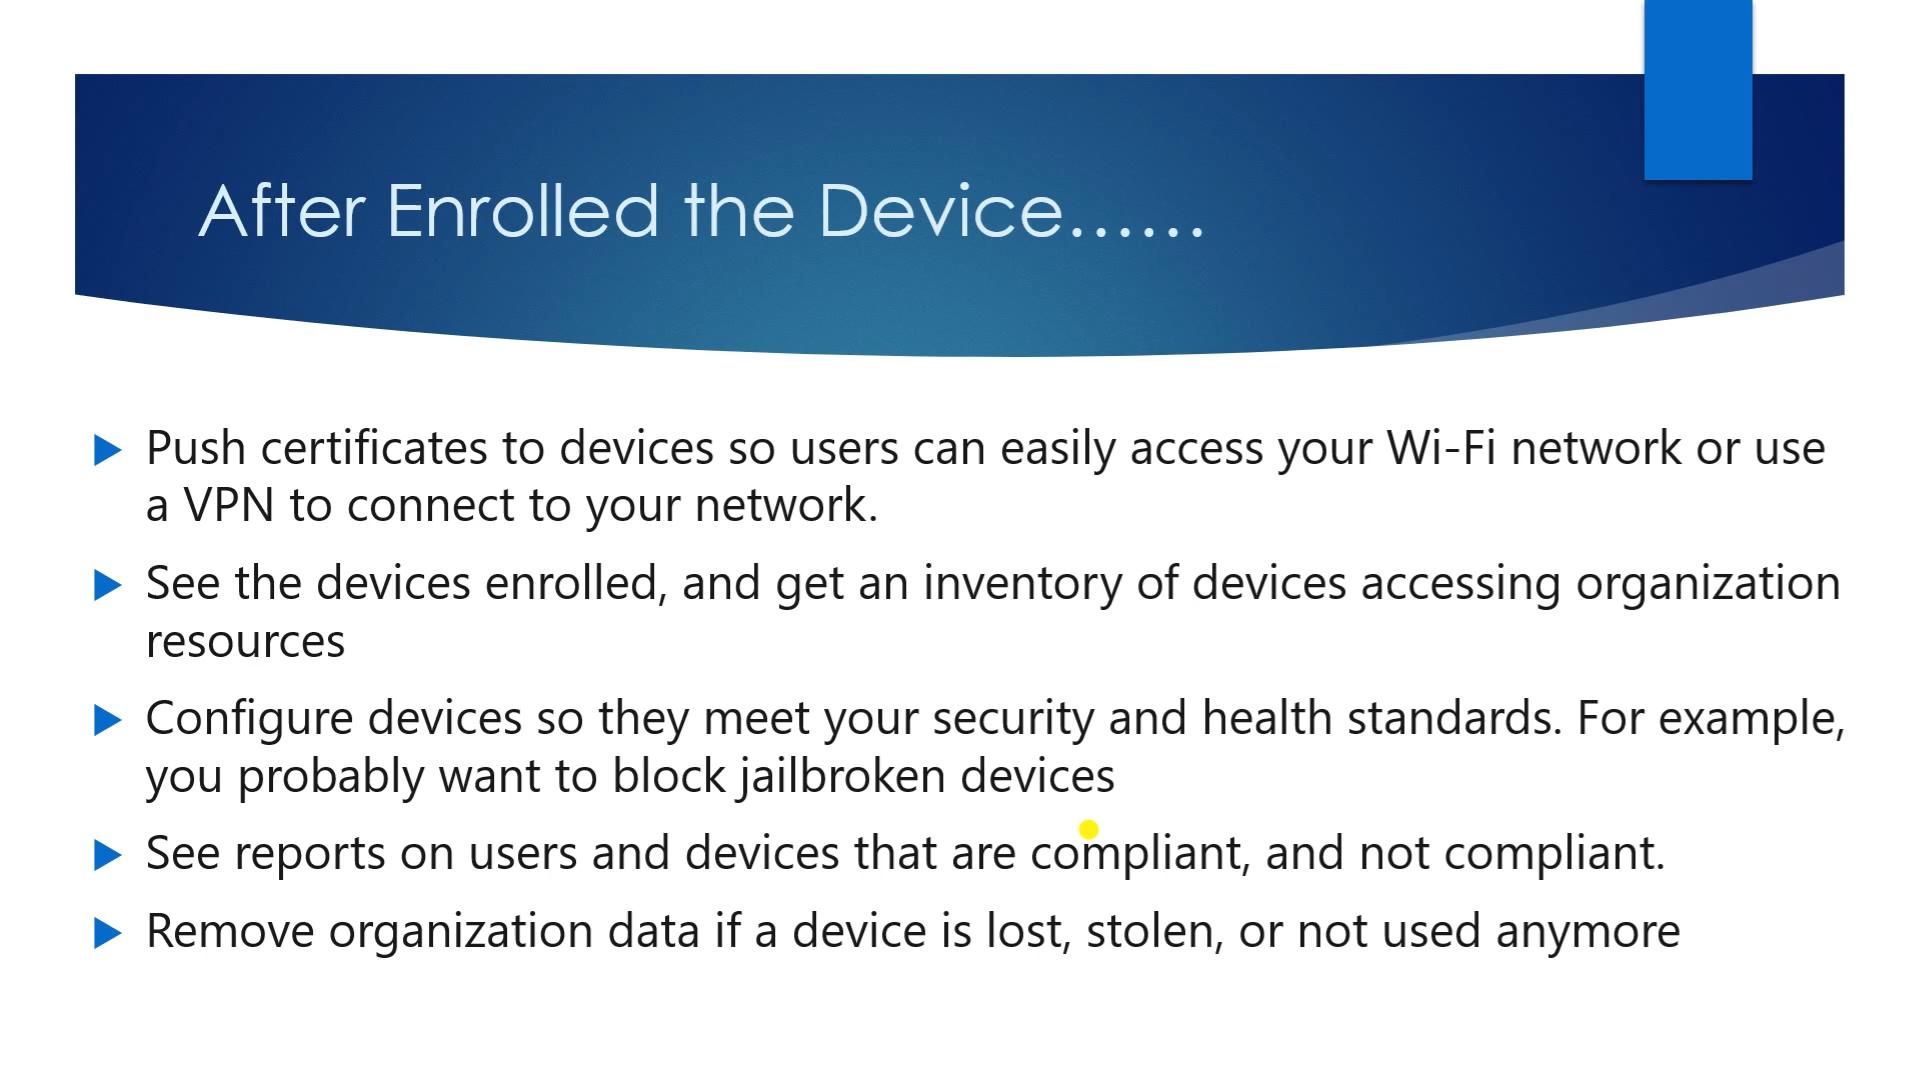 After Enrolled the Device......
Push certificates to devices so users can easily access your Wi-Fi network or use
a VPN to connect to your network.
See the devices enrolled, and get an inventory of devices accessing organization
resources
Configure devices so they meet your security and health standards. For example,
you probably want to block jailbroken devices
See reports on users and devices that are compliant, and not compliant.
Remove organization data if a device is lost, stolen, or not used anymore